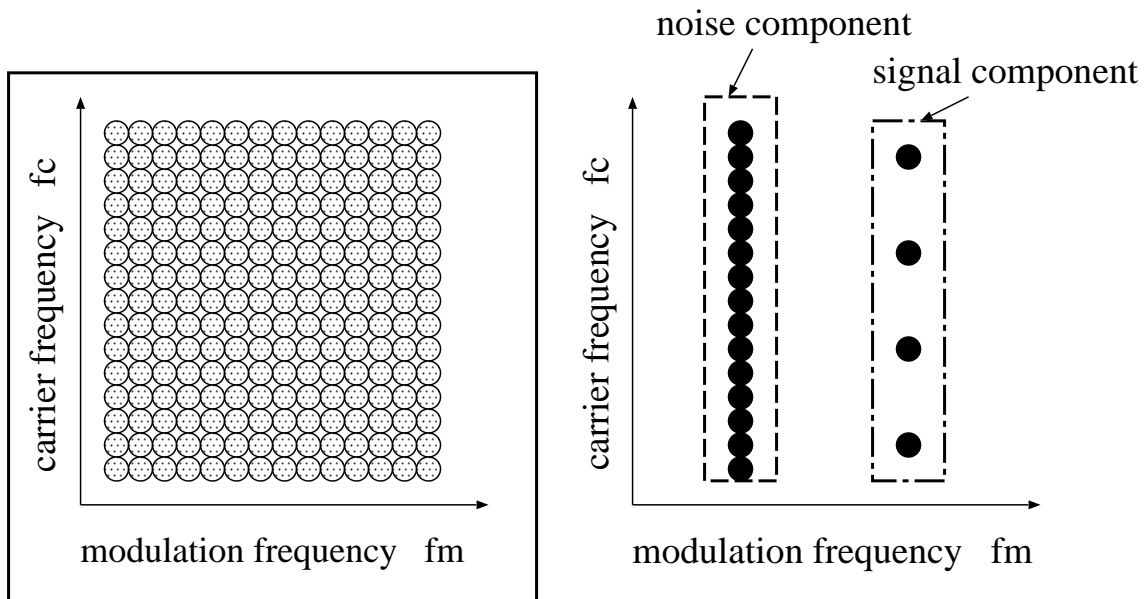 noise component
signal component
carrier frequency fc
modulation frequency fm
carrier frequency fc
modulation frequency fm